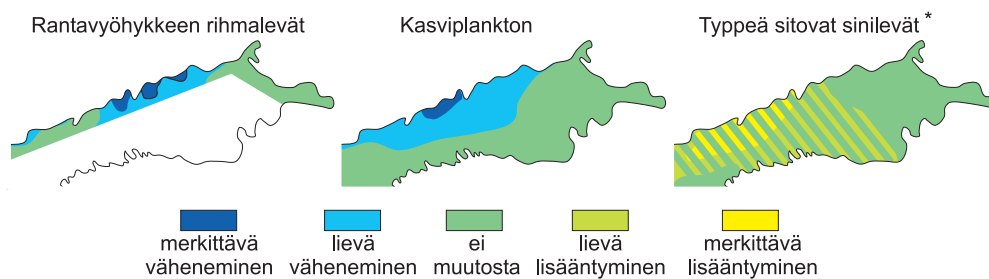 Rantavyöhykkeen rihmalevät
Kasviplankton
Typpeä sitovat sinilevät *
merkittävä väheneminen
lievä väheneminen
ei muutosta
lievä lisääntyminen
merkittävä lisääntyminen